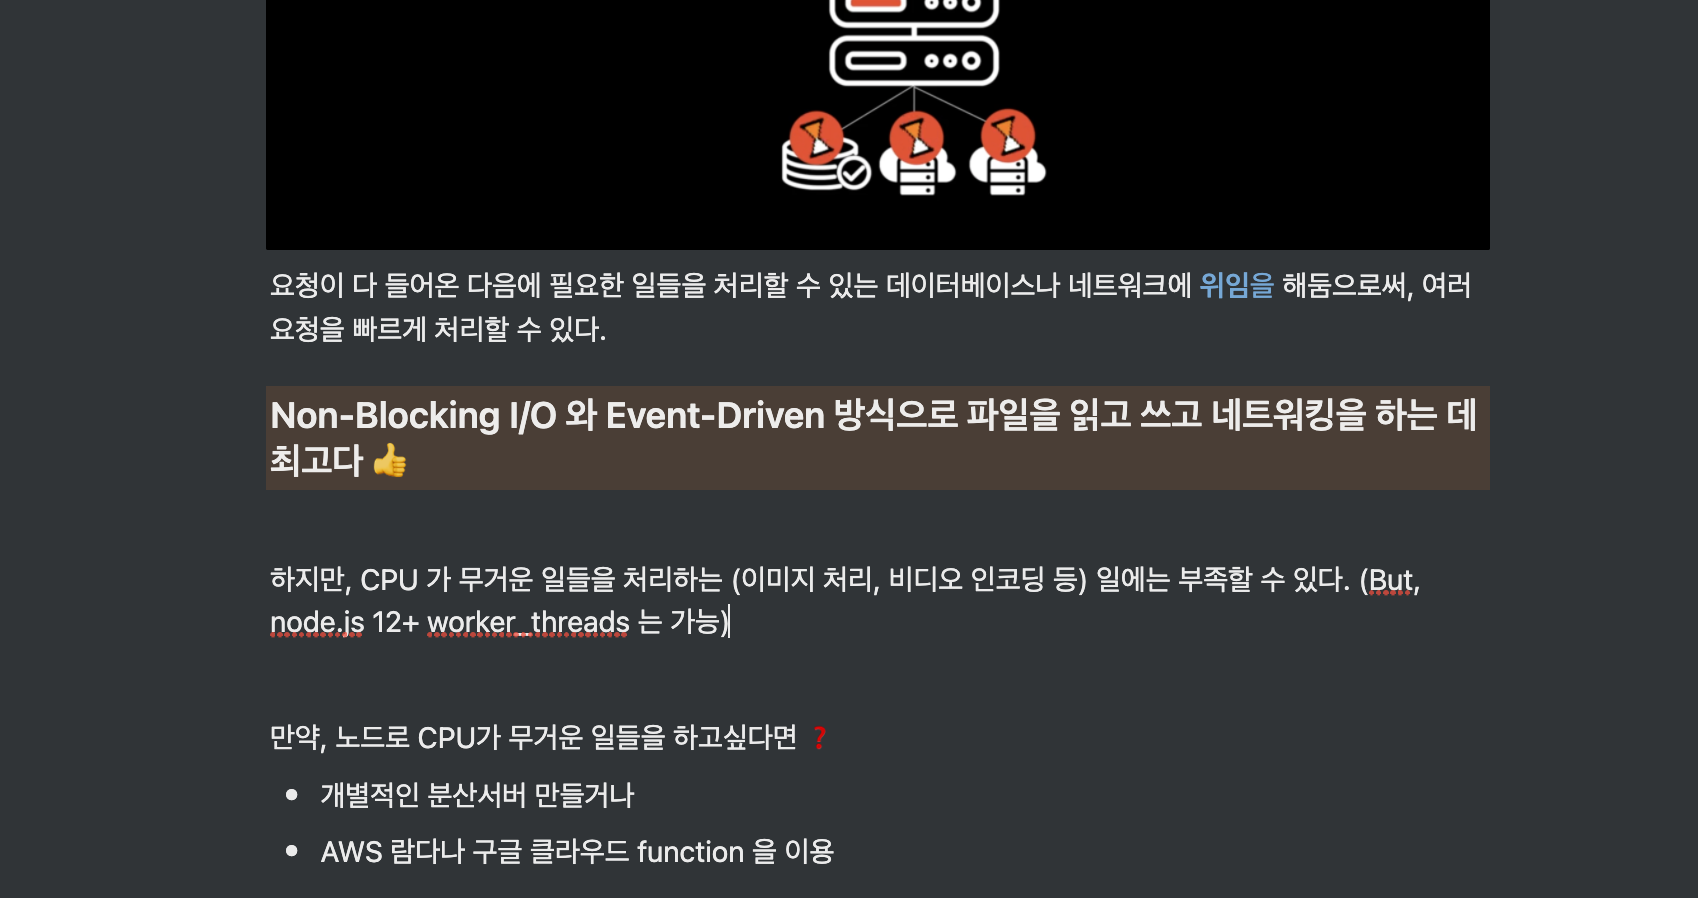 요청이 다 들어온 다음에 필요한 일들을 처리할 수 있는 데이터베이스나 네트워크에 위임을 해둠으로써, 여러
요청을 빠르게 처리할 수 있다.
Non-Blocking I/O 와 Event-Driven 방식으로 파일을 읽고 쓰고 네트워킹을 하는 데
최고다 👍
하지만, CPU 가 무거운 일들을 처리하는 (이미지 처리, 비디오 인코딩 등) 일에는 부족할 수 있다. (But,
node.js 12+ worker_threads 는 가능)
만약, 노드로 CPU가 무거운 일들을 하고싶다면 ❓
• 개별적인 분산서버 만들거나
• AWS 람다나 구글 클라우드 function 을 이용